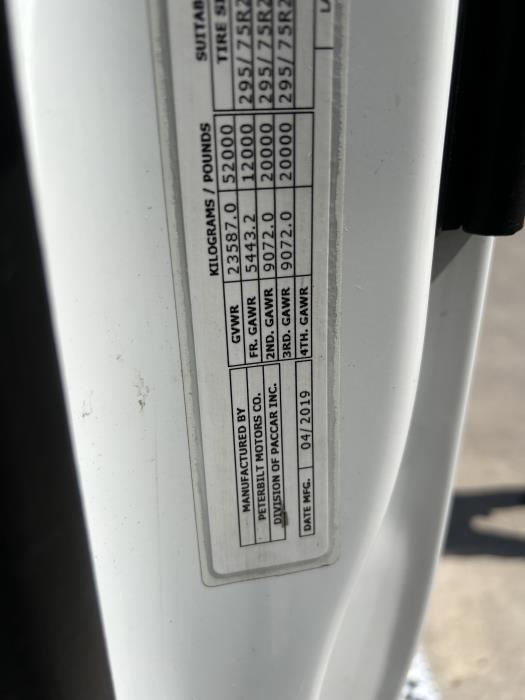 MANUFACTURED BY
PETERBILT MOTORS CO.
DIVISION OF PACCAR INC.
DATE MFG. 04/2019
KILOGRAMS / POUNDS
GVWR 23587.0 52000
FR. GAWR 5443.2 12000 295/75R2
2ND. GAWR 9072.0 20000 295/75R2
3RD. GAWR 9072.0 20000 295/75R2
4TH. GAWR
SUITAB
TIRE SI